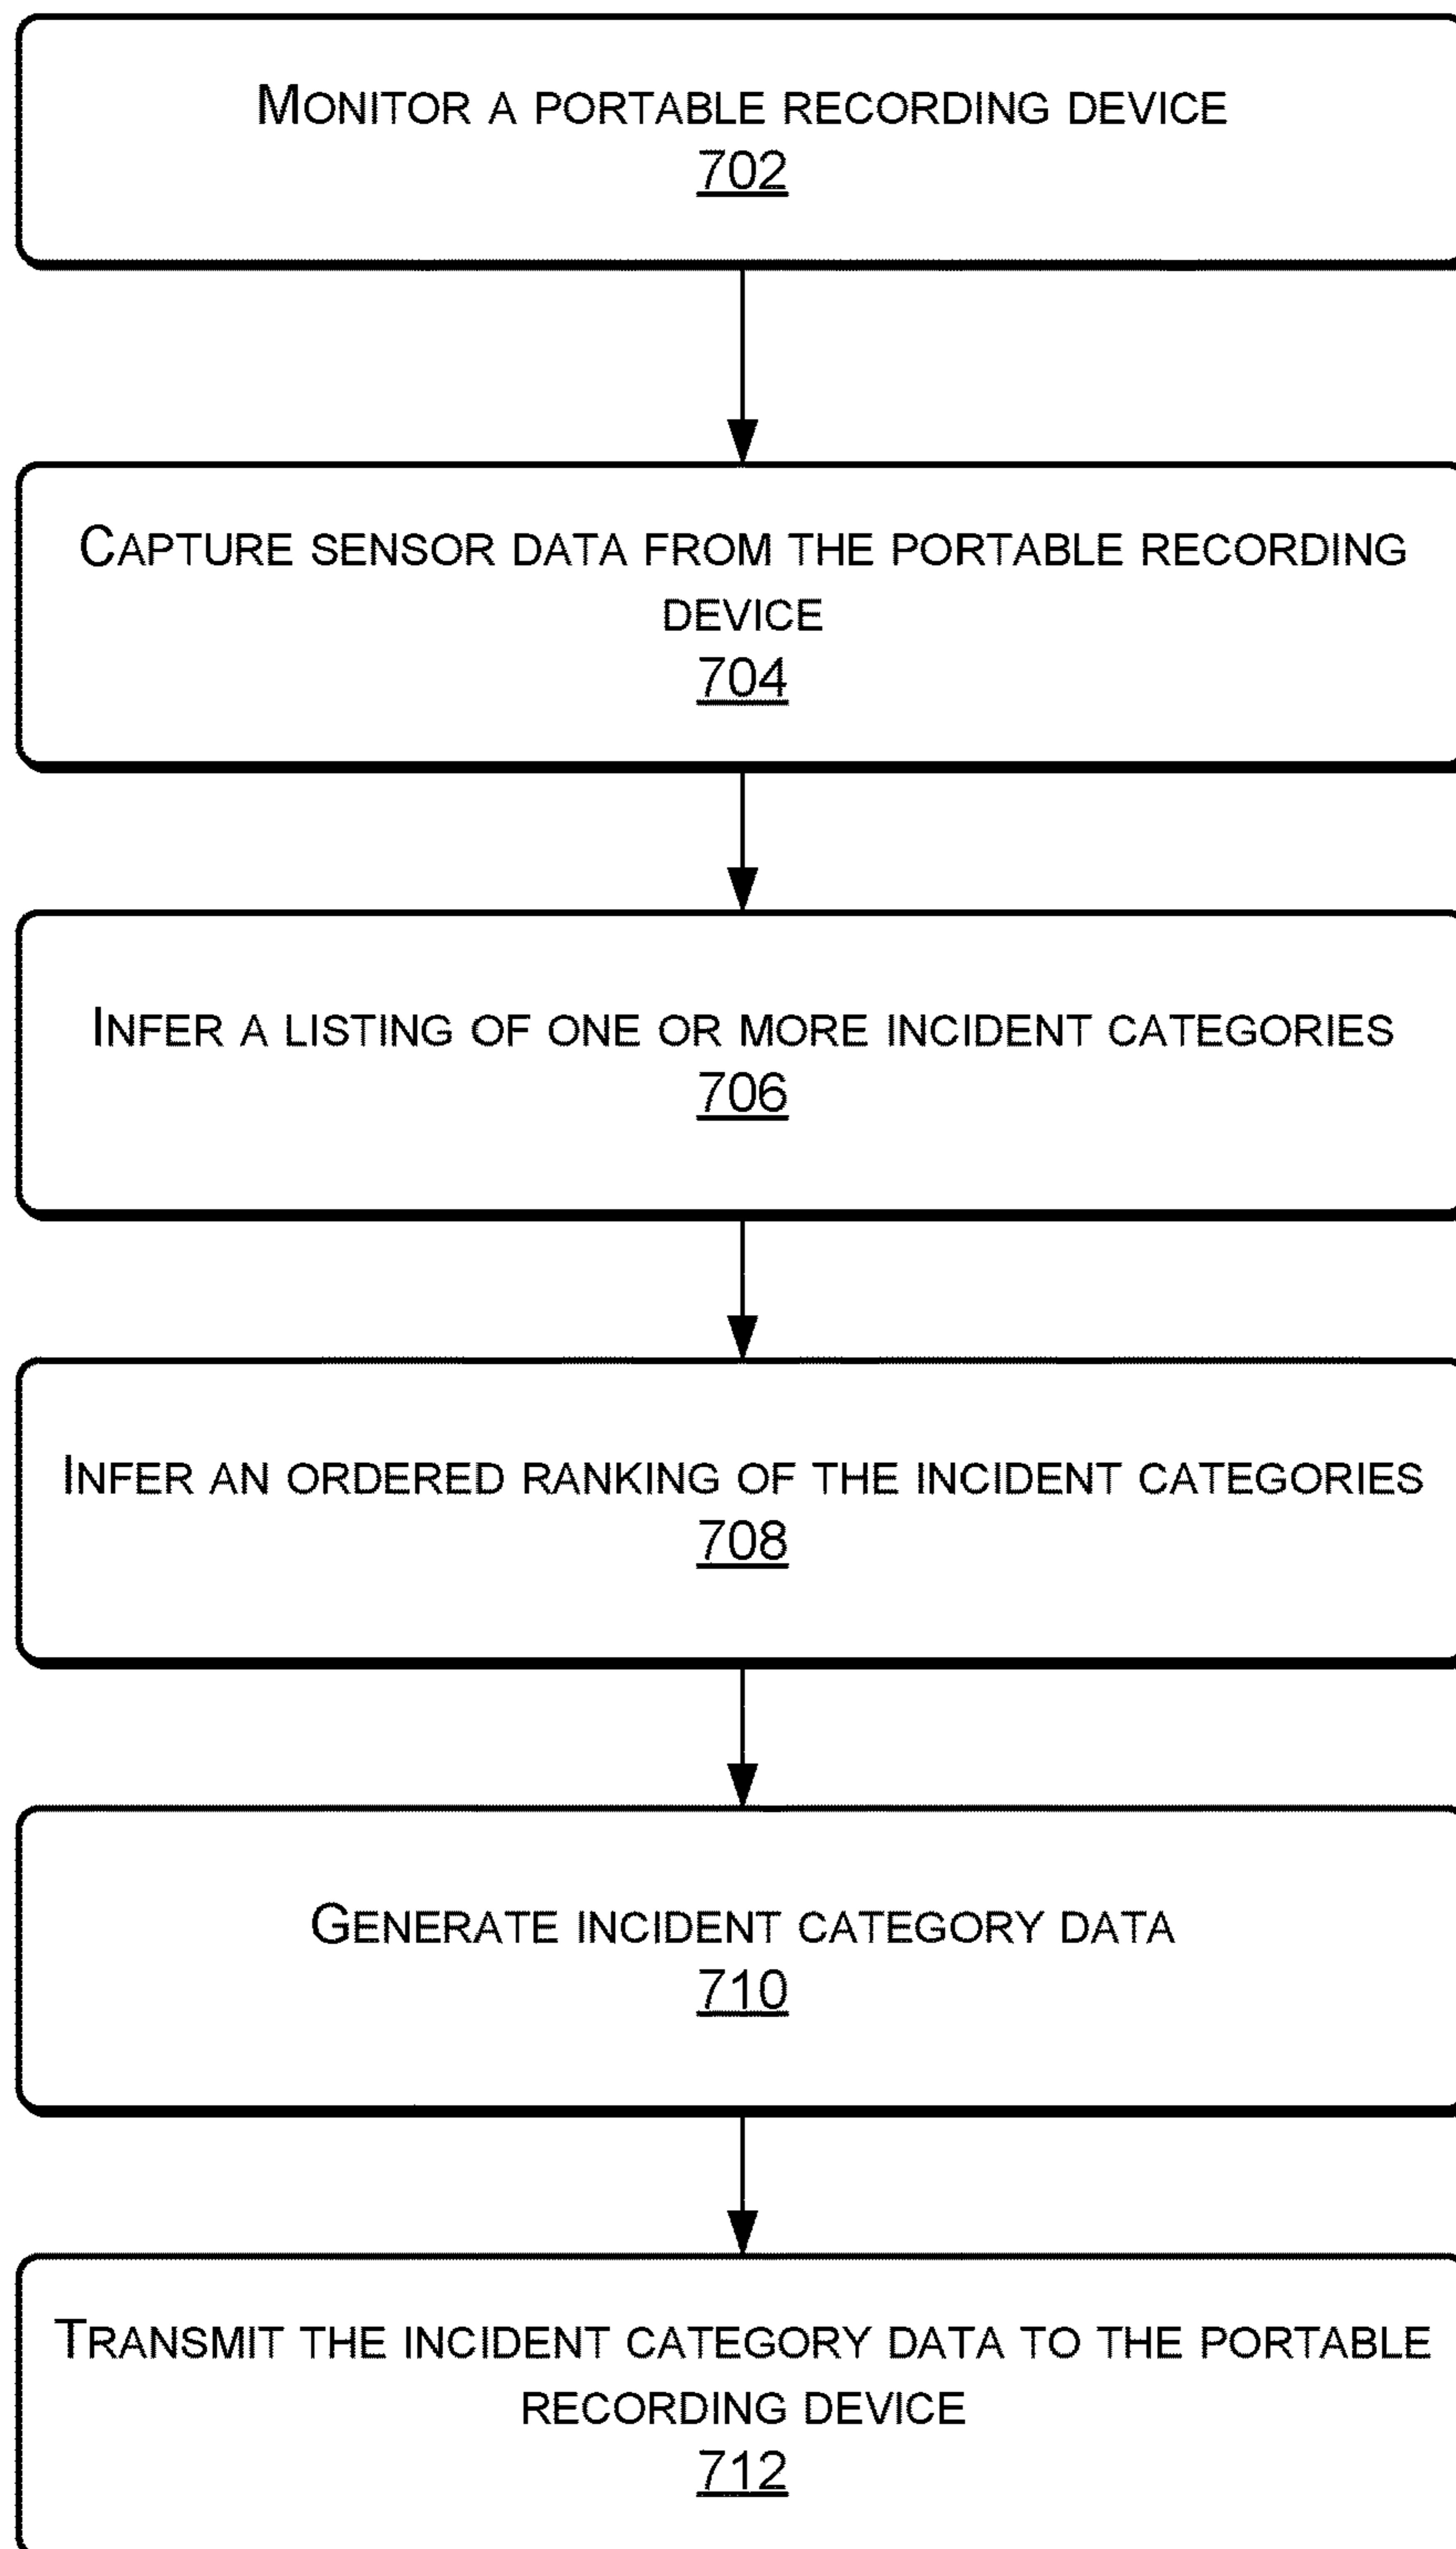 MONITOR A PORTABLE RECORDING DEVICE
702
CAPTURE SENSOR DATA FROM THE PORTABLE RECORDING
DEVICE
704
INFER A LISTING OF ONE OR MORE INCIDENT CATEGORIES
706
INFER AN ORDERED RANKING OF THE INCIDENT CATEGORIES
708
GENERATE INCIDENT CATEGORY DATA
710
TRANSMIT THE INCIDENT CATEGORY DATA TO THE PORTABLE
RECORDING DEVICE
712